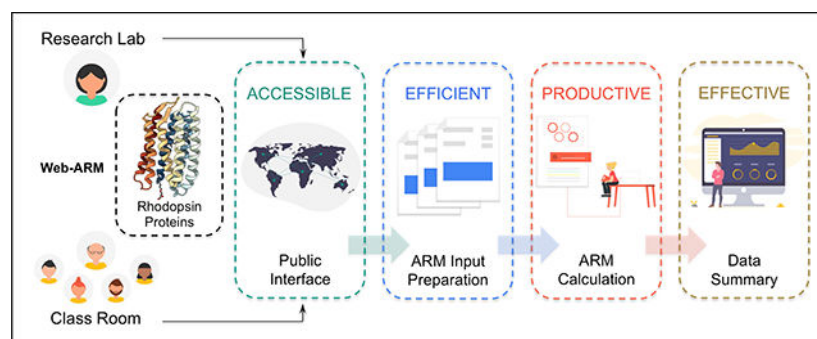 Research Lab
Web-ARM
Rhodopsin
Proteins
Class Room
ACCESSIBLE
Public
Interface
EFFICIENT
ARM Input
Preparation
PRODUCTIVE
ARM
Calculation
EFFECTIVE
Data
Summary